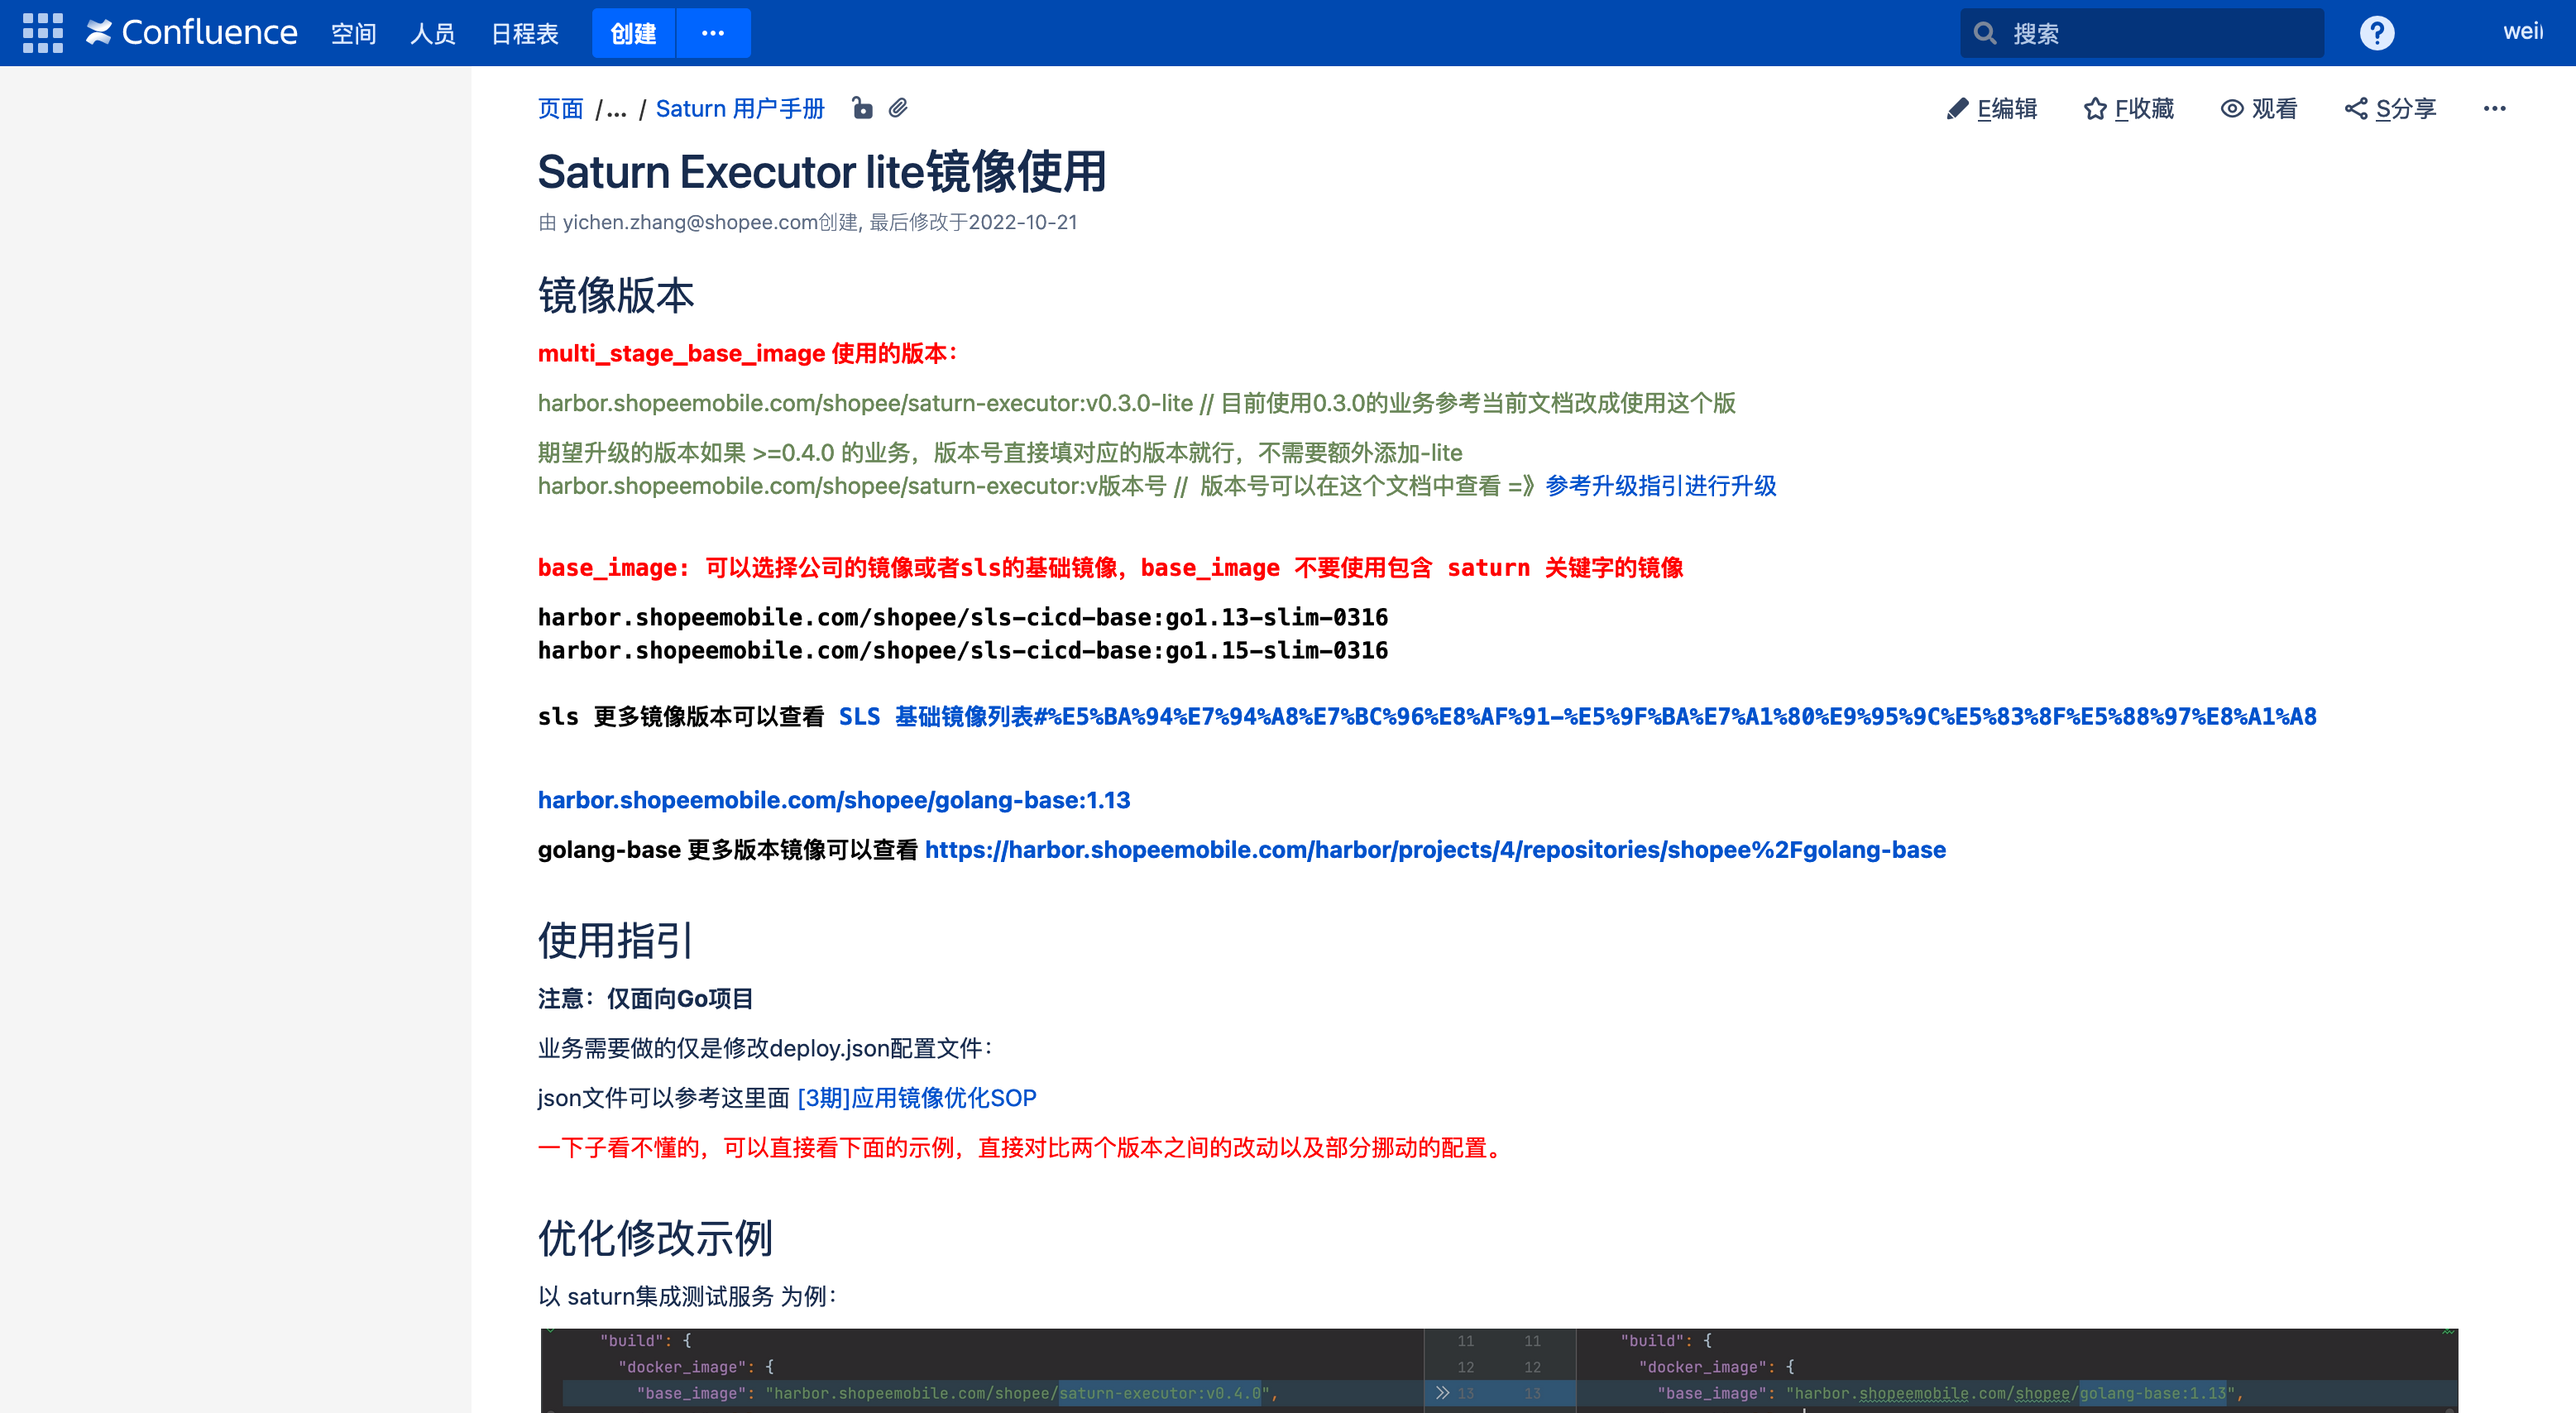 Confluence 空间 人员 日程表 创建 ··· 搜索 ?
页面 /... / Saturn 用户手册 E编辑 F收藏 观看 S分享 ···
Saturn Executor lite镜像使用
由 yichen.zhang@shopee.com创建, 最后修改于2022-10-21
镜像版本
multi_stage_base_image 使用的版本：
harbor.shopeemobile.com/shopee/saturn-executor:v0.3.0-lite // 目前使用0.3.0的业务参考当前文档改成使用这个版
期望升级的版本如果 >=0.4.0 的业务，版本号直接填对应的版本就行，不需要额外添加-lite
harbor.shopeemobile.com/shopee/saturn-executor:v版本号 // 版本号可以在这个文档中查看 =》参考升级指引进行升级
base_image: 可以选择公司的镜像或者sls的基础镜像，base_image 不要使用包含 saturn 关键字的镜像
harbor.shopeemobile.com/shopee/sls-cicd-base:go1.13-slim-0316
harbor.shopeemobile.com/shopee/sls-cicd-base:go1.15-slim-0316
sls 更多镜像版本可以查看 SLS 基础镜像列表#%E5%BA%94%E7%94%A8%E7%BC%96%E8%AF%91-%E5%9F%BA%E7%A1%80%E9%95%9C%E5%83%8F%E5%88%97%E8%A1%A8
harbor.shopeemobile.com/shopee/golang-base:1.13
golang-base 更多版本镜像可以查看 https://harbor.shopeemobile.com/harbor/projects/4/repositories/shopee%2Fgolang-base
使用指引
注意：仅面向Go项目
业务需要做的仅是修改deploy.json配置文件：
json文件可以参考这里面 [3期]应用镜像优化SOP
一下子看不懂的，可以直接看下面的示例，直接对比两个版本之间的改动以及部分挪动的配置。
优化修改示例
以 saturn集成测试服务 为例：
"build": { 11 11 "build": {
"docker_image": { 12 12 "docker_image": {
"base_image": "harbor.shopeemobile.com/shopee/saturn-executor:v0.4.0", >> 13 13 "base_image": "harbor.shopeemobile.com/shopee/golang-base:1.13",